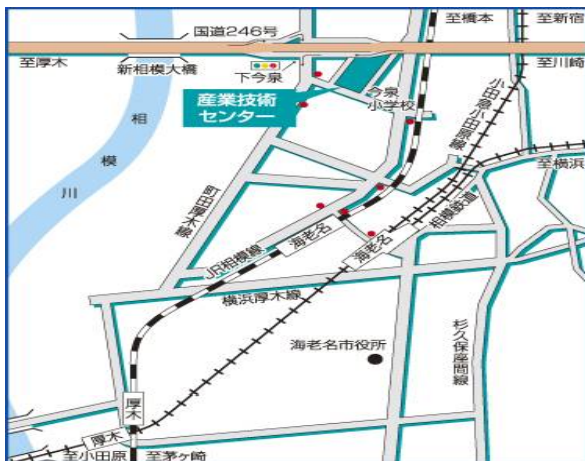 国道246号
至橋本
至新宿
至厚木
新相模大橋
下今泉
至川崎
産業技術
センター
今泉
小学校
小田急小田原線
相模川
町田厚木線
至横浜
相模鉄道
JR相模線
海老名
海老名
横浜厚木線
海老名市役所
杉久保座間線
厚木
厚木
至小田原
至茅ヶ崎